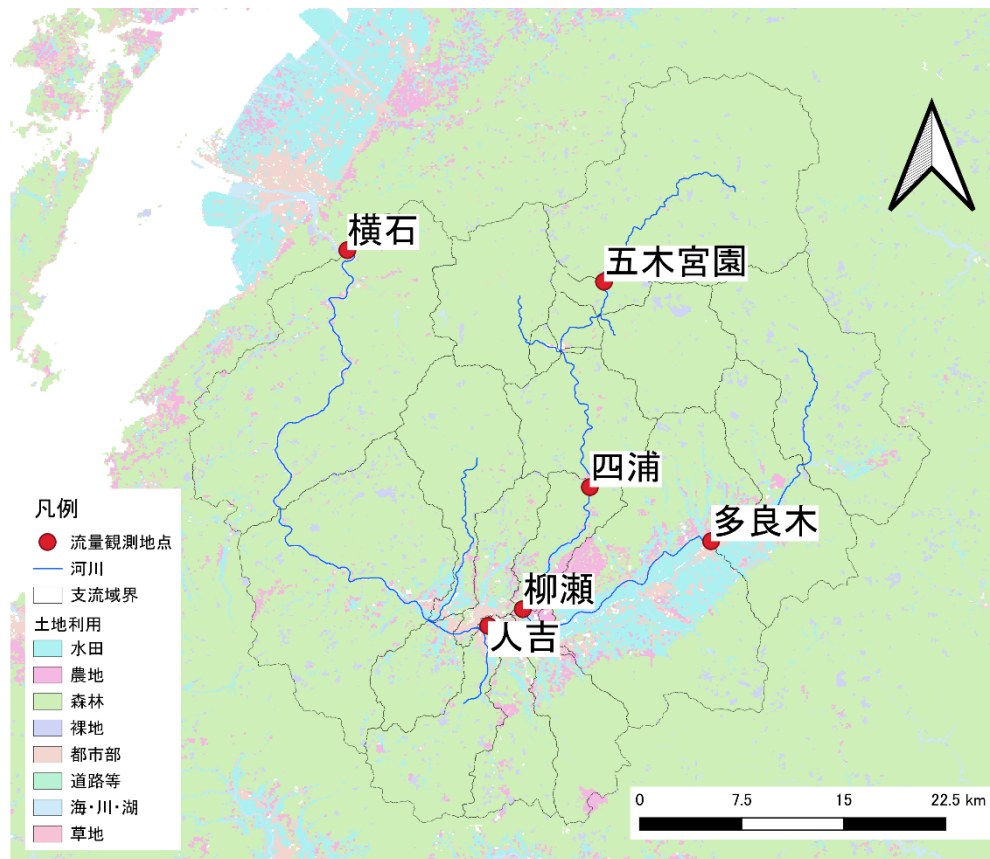 横石
五木宮園
四浦
多良木
柳瀬
人吉
凡例
流量観測地点
河川
支流域界
土地利用
水田
農地
森林
裸地
都市部
道路等
海・川・湖
草地
0 7.5 15 22.5 km